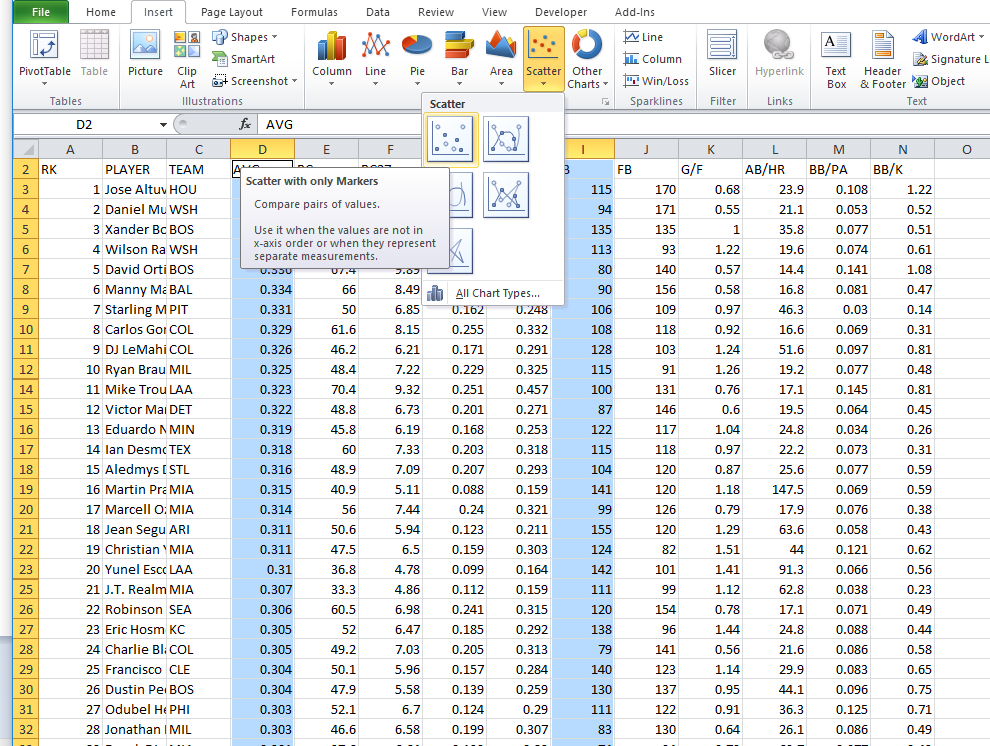 File Home Insert Page Layout Formulas Data Review View Developer Add-Ins
PivotTable Table Picture Clip Art Shapes SmartArt Screenshot Column Line Pie Bar Area Scatter Other Charts Line Column Win/Loss Slicer Hyperlink Text Box Header & Footer WordArt Signature L Object
Tables Illustrations Sparklines Filter Links Text
Scatter
D2 fx AVG
A B C D E F I J K L M N O
2 RK PLAYER TEAM FB G/F AB/HR BB/PA BB/K
Scatter with only Markers
Compare pairs of values.
Use it when the values are not in
x-axis order or when they represent
separate measurements.
All Chart Types...
3 1 Jose Altuv HOU 115 170 0.68 23.9 0.108 1.22
4 2 Daniel Mu WSH 94 171 0.55 21.1 0.053 0.52
5 3 Xander Bo BOS 135 135 1 35.8 0.077 0.51
6 4 Wilson Ra WSH 113 93 1.22 19.6 0.074 0.61
7 5 David Orti BOS 0.336 67.4 9.89 80 140 0.57 14.4 0.141 1.08
8 6 Manny Ma BAL 0.334 66 8.49 90 156 0.58 16.8 0.081 0.47
9 7 Starling M PIT 0.331 50 6.85 0.162 0.248 106 109 0.97 46.3 0.03 0.14
10 8 Carlos Gor COL 0.329 61.6 8.15 0.255 0.332 108 118 0.92 16.6 0.069 0.31
11 9 DJ LeMahi COL 0.326 46.2 6.21 0.171 0.291 128 103 1.24 51.6 0.097 0.81
12 10 Ryan Brau MIL 0.325 48.4 7.22 0.229 0.325 115 91 1.26 19.2 0.077 0.48
14 11 Mike Trou LAA 0.323 70.4 9.32 0.251 0.457 100 131 0.76 17.1 0.145 0.81
15 12 Victor Mar DET 0.322 48.8 6.73 0.201 0.271 87 146 0.6 19.5 0.064 0.45
16 13 Eduardo N MIN 0.319 45.8 6.19 0.168 0.253 122 117 1.04 24.8 0.034 0.26
17 14 Ian Desmo TEX 0.318 60 7.33 0.203 0.318 115 118 0.97 22.2 0.073 0.31
18 15 Aledmys D STL 0.316 48.9 7.09 0.207 0.293 104 120 0.87 25.6 0.077 0.59
19 16 Martin Pra MIA 0.315 40.9 5.11 0.088 0.159 141 120 1.18 147.5 0.069 0.59
20 17 Marcell Oz MIA 0.314 56 7.44 0.24 0.321 99 126 0.79 17.9 0.076 0.38
21 18 Jean Segu ARI 0.311 50.6 5.94 0.123 0.211 155 120 1.29 63.6 0.058 0.43
22 19 Christian Y MIA 0.311 47.5 6.5 0.159 0.303 124 82 1.51 44 0.121 0.62
23 20 Yunel Esco LAA 0.31 36.8 4.78 0.099 0.164 142 101 1.41 91.3 0.066 0.56
25 21 J.T. Realm MIA 0.307 33.3 4.86 0.112 0.159 111 99 1.12 62.8 0.038 0.23
26 22 Robinson SEA 0.306 60.5 6.98 0.241 0.315 120 154 0.78 17.1 0.071 0.49
27 23 Eric Hosm KC 0.305 52 6.47 0.185 0.292 138 96 1.44 24.8 0.088 0.44
28 24 Charlie Bla COL 0.305 49.2 7.03 0.205 0.313 79 141 0.56 21.6 0.086 0.58
29 25 Francisco CLE 0.304 50.1 5.96 0.157 0.284 140 123 1.14 29.9 0.083 0.65
30 26 Dustin Pec BOS 0.304 47.9 5.58 0.139 0.259 130 137 0.95 44.1 0.096 0.75
31 27 Odubel He PHI 0.303 52.1 6.7 0.124 0.29 111 122 0.91 36.3 0.125 0.71
32 28 Jonathan MIL 0.303 46.6 6.58 0.199 0.307 83 130 0.64 26.1 0.086 0.49